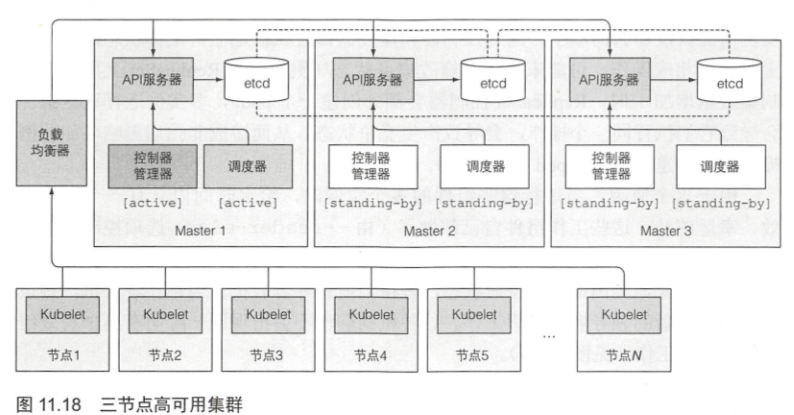 API服务器
etcd
API服务器
etcd
API服务器
etcd
负载
均衡器
控制器
管理器
调度器
控制器
管理器
调度器
控制器
管理器
调度器
[active]
[active]
[standing-by]
[standing-by]
[standing-by]
[standing-by]
Master 1
Master 2
Master 3
Kubelet
Kubelet
Kubelet
Kubelet
Kubelet
Kubelet
节点1
节点2
节点3
节点4
节点5
...
节点N
图 11.18 三节点高可用集群